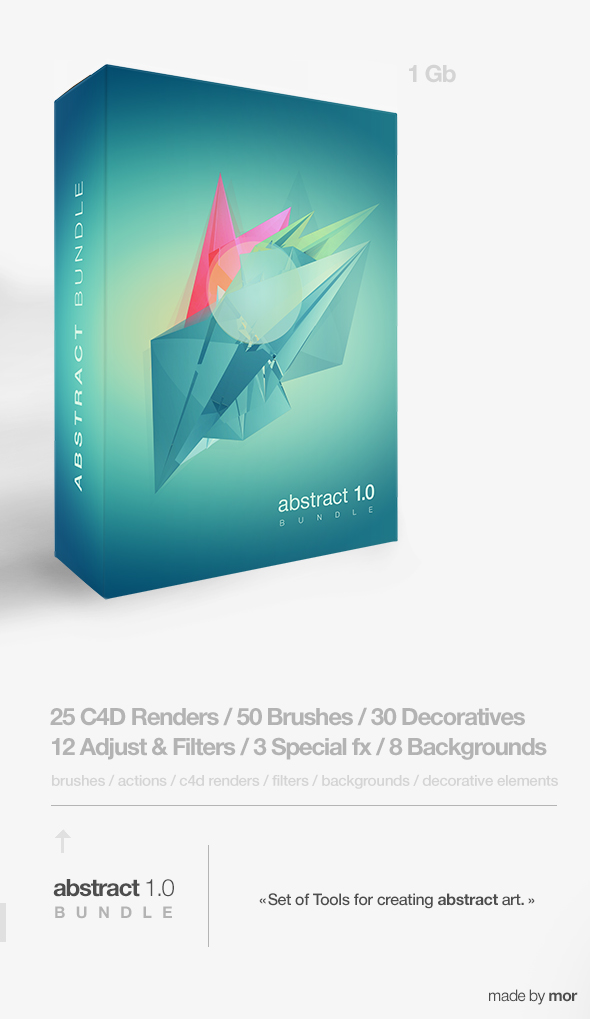 1 Gb
ABSTRACT BUNDLE
abstract 1.0
BUNDLE
25 C4D Renders / 50 Brushes / 30 Decoratives
12 Adjust & Filters / 3 Special fx / 8 Backgrounds
brushes / actions / c4d renders / filters / backgrounds / decorative elements
abstract 1.0
BUNDLE
«Set of Tools for creating abstract art. »
made by mor